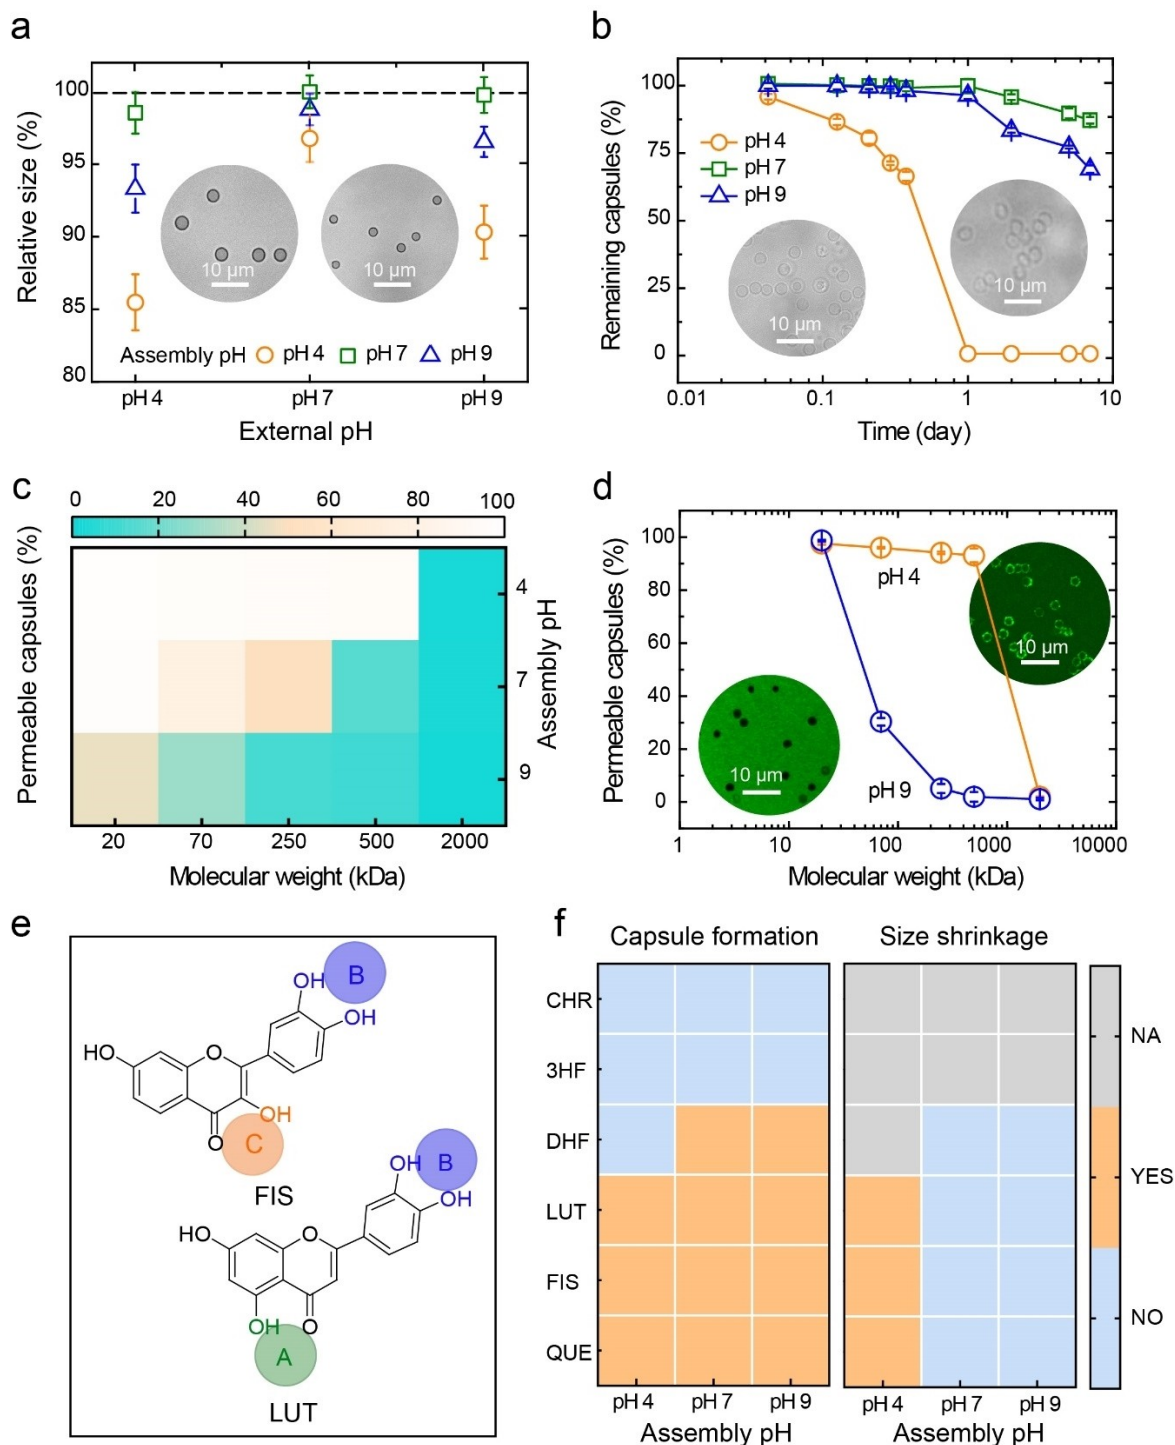 a
Relative size (%)
100
95
90
85
80
10 µm
10 µm
Assembly pH
pH 4
pH 7
pH 9
pH 4
pH 7
pH 9
External pH
b
Remaining capsules (%)
100
75
50
25
0
pH 4
pH 7
pH 9
10 µm
10 µm
0.01
0.1
1
10
Time (day)
c
0
20
40
60
80
100
Permeable capsules (%)
4
7
9
Assembly pH
20
70
250
500
2000
Molecular weight (kDa)
d
Permeable capsules (%)
100
80
60
40
20
0
pH 4
pH 9
10 µm
10 µm
1
10
100
1000
10000
Molecular weight (kDa)
e
OH
B
OH
HO
O
OH
O
C
FIS
OH
B
OH
HO
O
OH
O
A
LUT
f
Capsule formation
Size shrinkage
CHR
3HF
DHF
LUT
FIS
QUE
NA
YES
NO
pH 4
pH 7
pH 9
pH 4
pH 7
pH 9
Assembly pH
Assembly pH